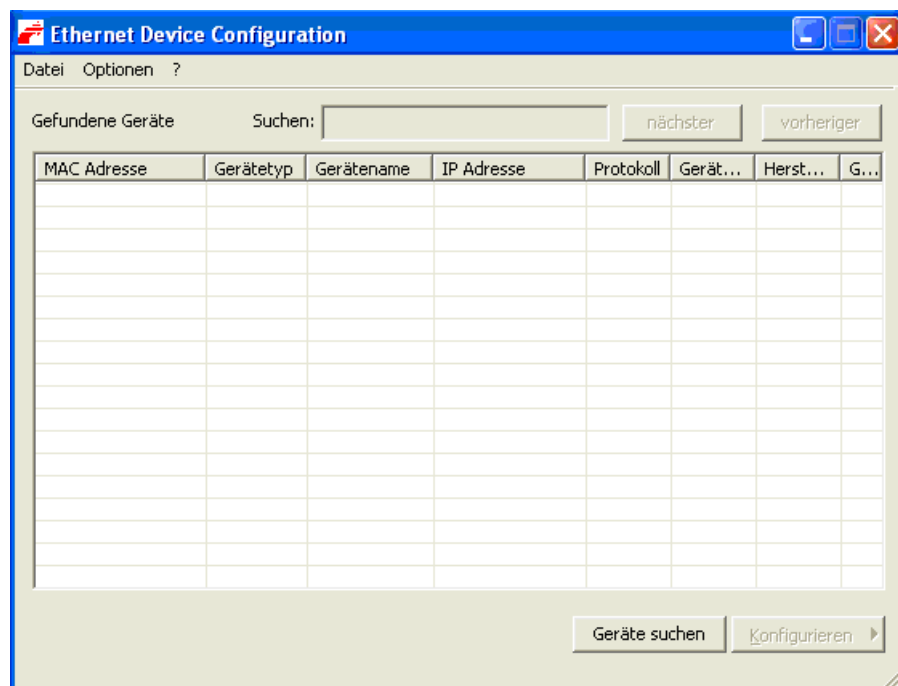 Ethernet Device Configuration
Datei Optionen ?
Gefundene Geräte Suchen: nächster vorheriger
MAC Adresse Gerätetyp Gerätename IP Adresse Protokoll Gerät... Herst... G...
Geräte suchen Konfigurieren